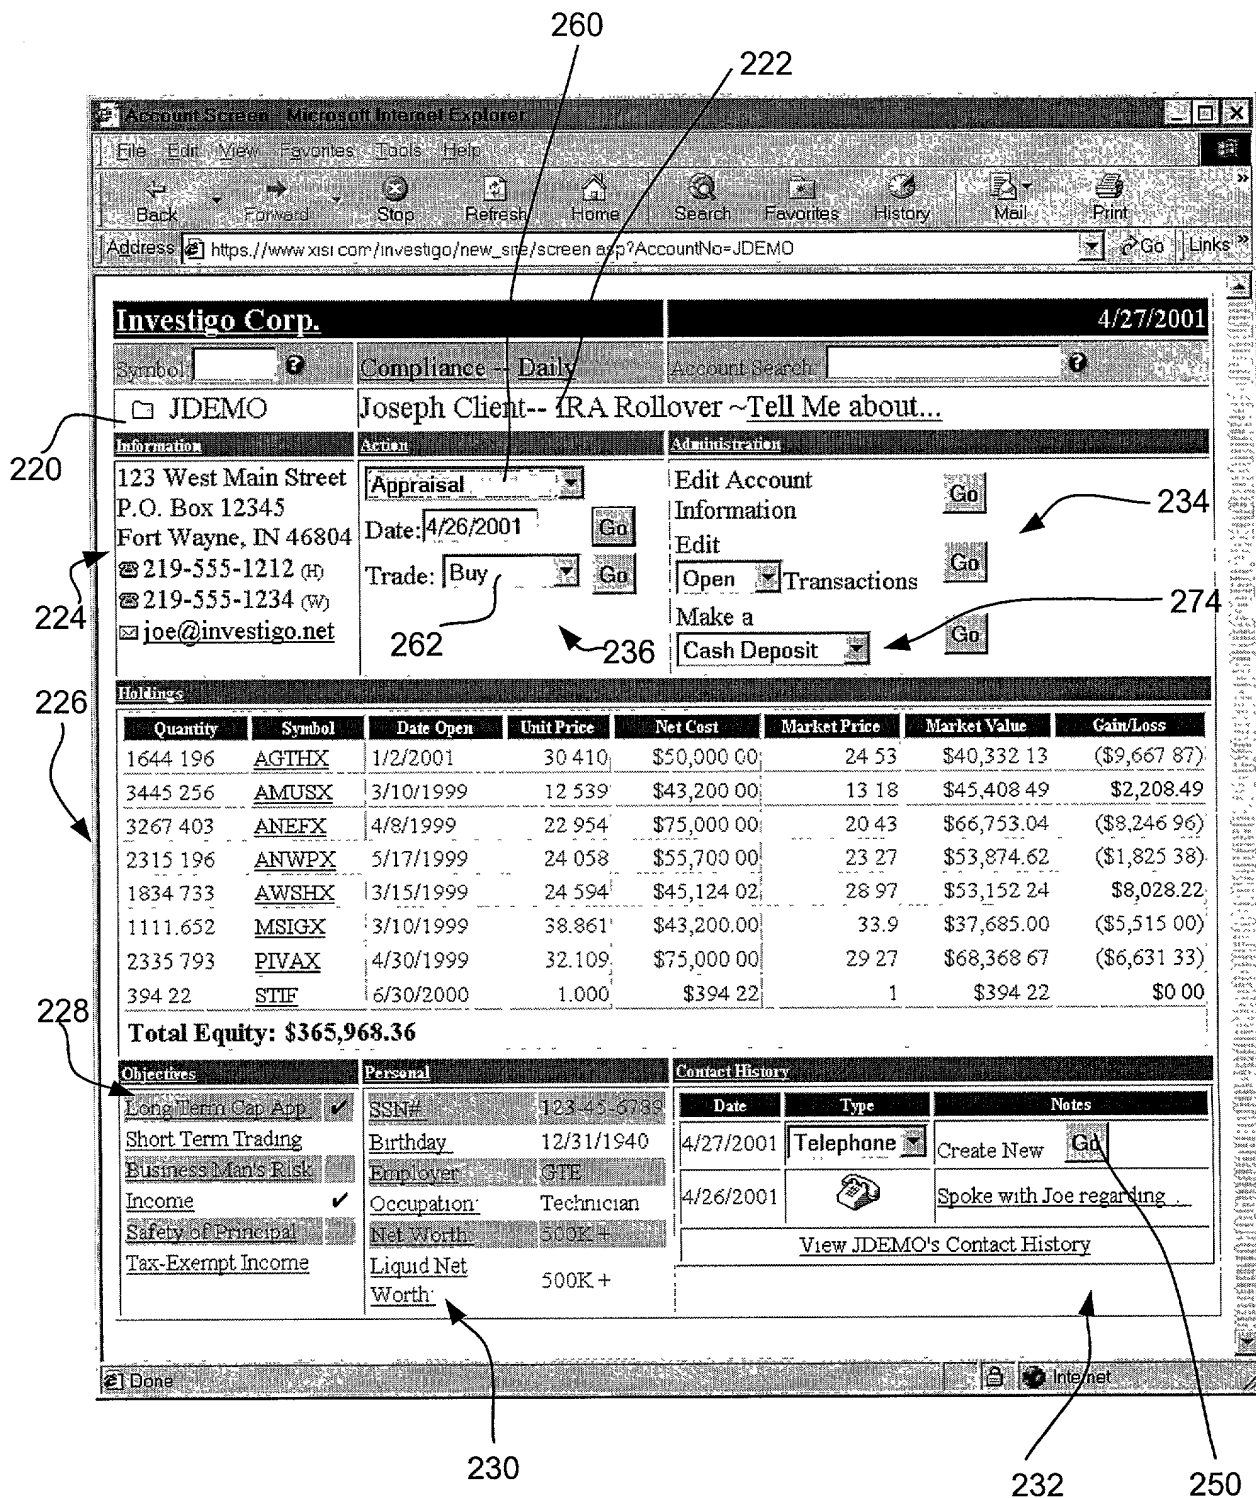 260
222
Account Screen Microsoft Internet Explorer
File Edit View Favorites Tools Help
Back Forward Stop Refresh Home Search Favorites History Mail Print »
Address https://www.xisi.com/investigo/new_site/screen asp?AccountNo=JDEMO Go Links »
Investigo Corp. 4/27/2001
Symbol Compliance -- Daily Account Search:
JDEMO Joseph Client-- IRA Rollover ~Tell Me about...
220
Information Action Administration
123 West Main Street
P.O. Box 12345
Fort Wayne, IN 46804
219-555-1212 (H)
219-555-1234 (W)
joe@investigo.net
224
Appraisal
Date: 4/26/2001 Go
Trade: Buy Go
262
236
Edit Account Information Go
234
Edit
Open Transactions Go
Make a
Cash Deposit Go
274
226
Holdings
Quantity Symbol Date Open Unit Price Net Cost Market Price Market Value Gain/Loss
1644 196 AGTHX 1/2/2001 30 410 $50,000 00 24 53 $40,332 13 ($9,667 87)
3445 256 AMUSX 3/10/1999 12 539 $43,200 00 13 18 $45,408 49 $2,208.49
3267 403 ANEFX 4/8/1999 22 954 $75,000 00 20 43 $66,753.04 ($8,246 96)
2315 196 ANWPX 5/17/1999 24 058 $55,700 00 23 27 $53,874.62 ($1,825 38)
1834 733 AWSHX 3/15/1999 24 594 $45,124 02 28 97 $53,152 24 $8,028.22
1111.652 MSIGX 3/10/1999 38.861 $43,200.00 33.9 $37,685.00 ($5,515 00)
2335 793 PIVAX 4/30/1999 32.109 $75,000 00 29 27 $68,368 67 ($6,631 33)
394 22 STIF 6/30/2000 1.000 $394 22 1 $394 22 $0 00
Total Equity: $365,968.36
228
Objectives Personal Contact History
Long Term Cap App. ✓
Short Term Trading
Business Man's Risk
Income ✓
Safety of Principal
Tax-Exempt Income
SSN# 123-45-6789
Birthday 12/31/1940
Employer GTE
Occupation: Technician
Net Worth: 500K +
Liquid Net Worth: 500K +
Date Type Notes
4/27/2001 Telephone Create New Go
4/26/2001 Spoke with Joe regarding . .
View JDEMO's Contact History
Done Internet
230
232
250